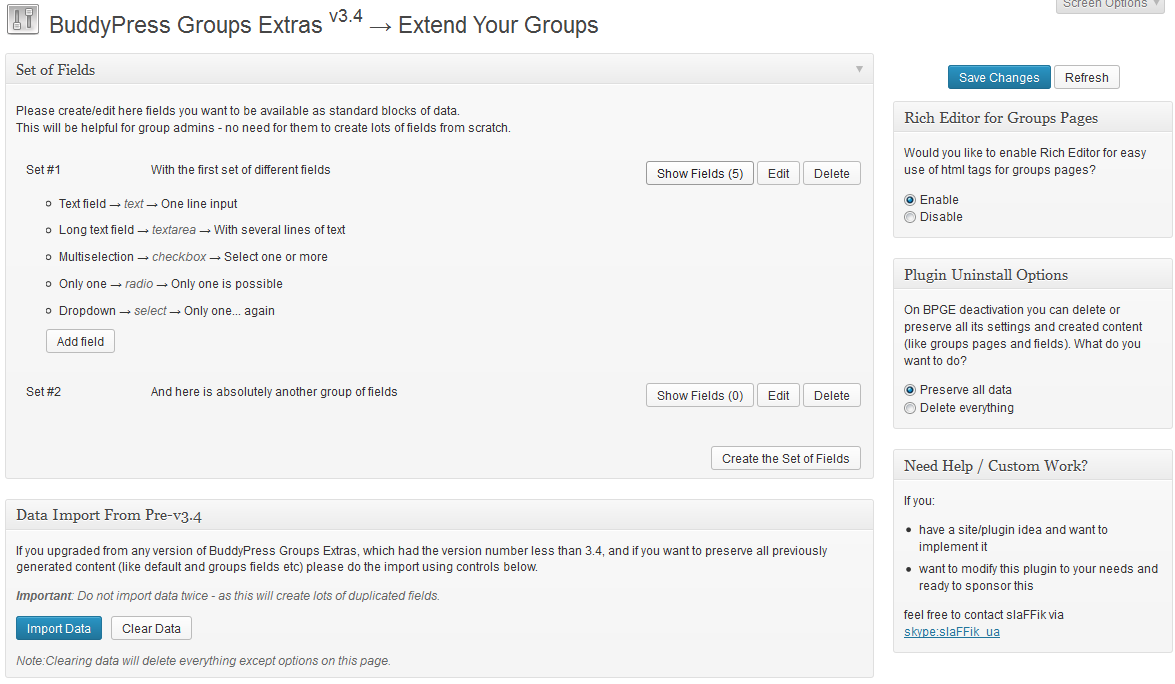 Screen Options
BuddyPress Groups Extras v3.4 → Extend Your Groups
Set of Fields
Please create/edit here fields you want to be available as standard blocks of data.
This will be helpful for group admins - no need for them to create lots of fields from scratch.
Set #1 With the first set of different fields Show Fields (5) Edit Delete
Text field → text → One line input
Long text field → textarea → With several lines of text
Multiselection → checkbox → Select one or more
Only one → radio → Only one is possible
Dropdown → select → Only one... again
Add field
Set #2 And here is absolutely another group of fields Show Fields (0) Edit Delete
Create the Set of Fields
Data Import From Pre-v3.4
If you upgraded from any version of BuddyPress Groups Extras, which had the version number less than 3.4, and if you want to preserve all previously
generated content (like default and groups fields etc) please do the import using controls below.
Important: Do not import data twice - as this will create lots of duplicated fields.
Import Data Clear Data
Note:Clearing data will delete everything except options on this page.
Save Changes Refresh
Rich Editor for Groups Pages
Would you like to enable Rich Editor for easy
use of html tags for groups pages?
Enable
Disable
Plugin Uninstall Options
On BPGE deactivation you can delete or
preserve all its settings and created content
(like groups pages and fields). What do you
want to do?
Preserve all data
Delete everything
Need Help / Custom Work?
If you:
have a site/plugin idea and want to
implement it
want to modify this plugin to your needs and
ready to sponsor this
feel free to contact slaFFik via
skype:slaFFik_ua